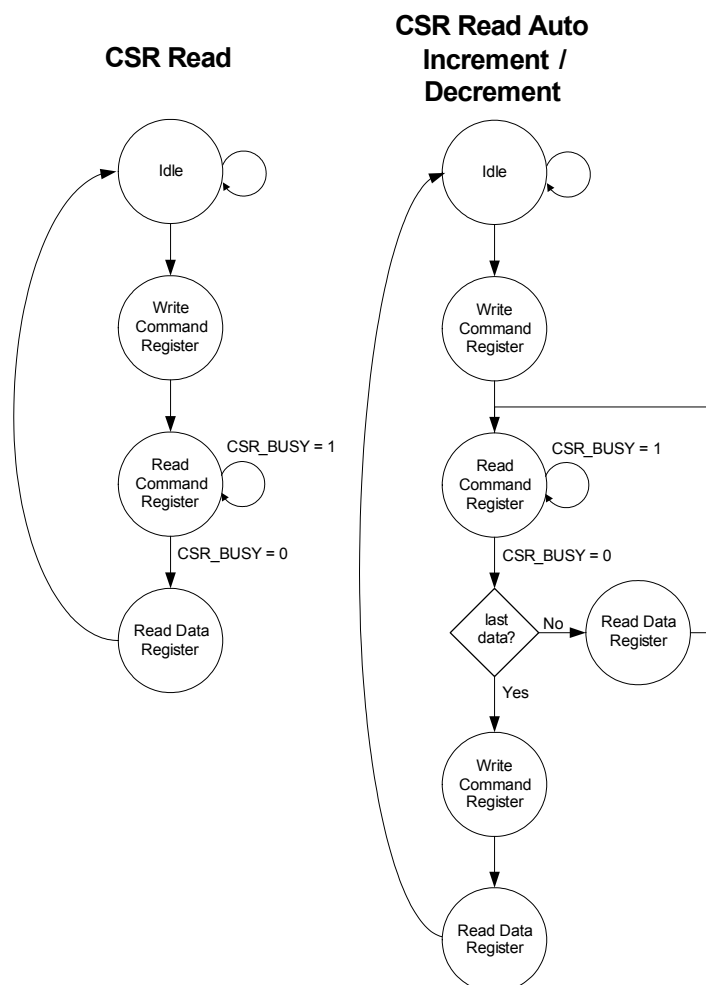 CSR Read
Idle
Write
Command
Register
Read
Command
Register
CSR_BUSY = 1
CSR_BUSY = 0
Read Data
Register
CSR Read Auto
Increment /
Decrement
Idle
Write
Command
Register
Read
Command
Register
CSR_BUSY = 1
CSR_BUSY = 0
last
data?
No
Read Data
Register
Yes
Write
Command
Register
Read Data
Register